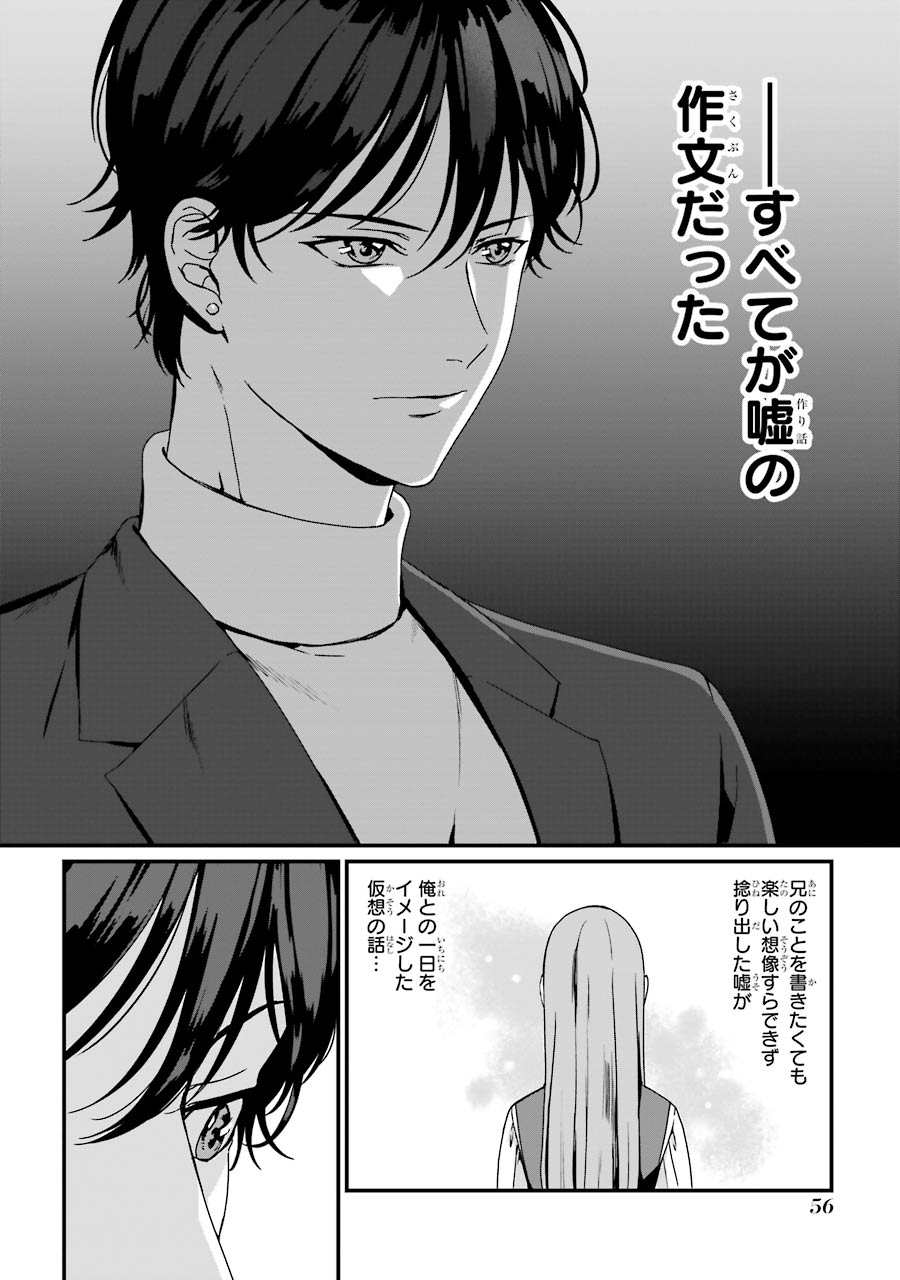 ――すべてが嘘の
作文だった
兄のことを書きたくても
楽しい想像すらできず
捻り出した嘘が
俺との一日を
イメージした
仮想の話…
56